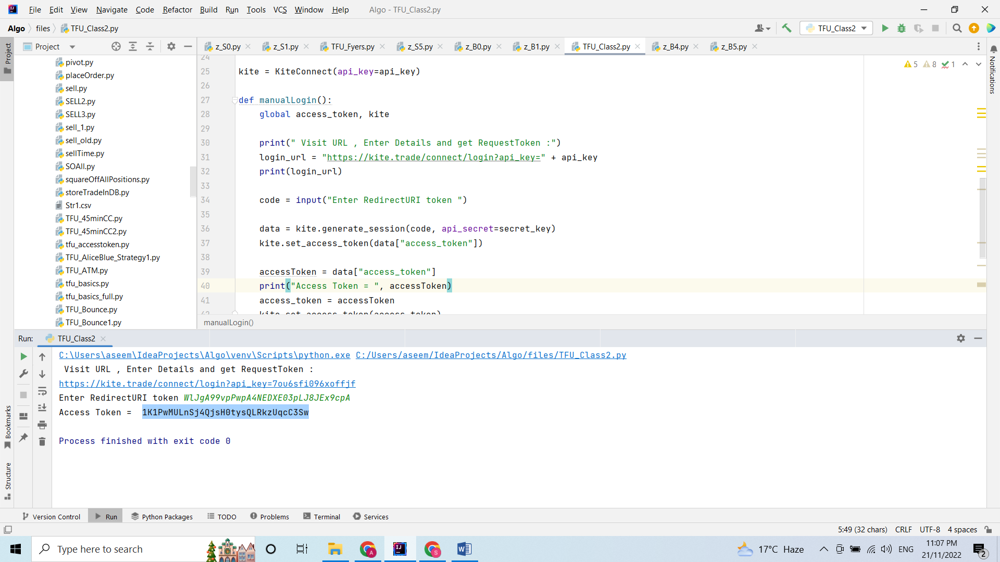 File Edit View Navigate Code Refactor Build Run Tools VCS Window Help Algo - TFU_Class2.py
Algo files TFU_Class2.py TFU_Class2
Project z_S0.py z_S1.py TFU_Fyers.py z_S5.py z_B0.py z_B1.py TFU_Class2.py z_B4.py z_B5.py
Project
Notifications
5 8 1
pivot.py
placeOrder.py
sell.py
SELL2.py
SELL3.py
sell_1.py
sell_old.py
sellTime.py
SOAll.py
squareOffAllPositions.py
storeTradeInDB.py
Str1.csv
TFU_45minCC.py
TFU_45minCC2.py
tfu_accesstoken.py
TFU_AliceBlue_Strategy1.py
TFU_ATM.py
tfu_basics.py
tfu_basics_full.py
TFU_Bounce.py
TFU_Bounce1.py
24
25 kite = KiteConnect(api_key=api_key)
26
27 def manualLogin():
28 global access_token, kite
29
30 print(" Visit URL , Enter Details and get RequestToken :")
31 login_url = "https://kite.trade/connect/login?api_key=" + api_key
32 print(login_url)
33
34 code = input("Enter RedirectURI token ")
35
36 data = kite.generate_session(code, api_secret=secret_key)
37 kite.set_access_token(data["access_token"])
38
39 accessToken = data["access_token"]
40 print("Access Token = ", accessToken)
41 access_token = accessToken
42 kite.set_access_token(access_token)
manualLogin()
Run: TFU_Class2
C:\Users\aseem\IdeaProjects\Algo\venv\Scripts\python.exe C:/Users/aseem/IdeaProjects/Algo/files/TFU_Class2.py
Visit URL , Enter Details and get RequestToken :
https://kite.trade/connect/login?api_key=7ou6sfi096xoffjf
Enter RedirectURI token WlJgA99vpPwpA4NEDXE03pLJ8JEx9cpA
Access Token = 1K1PwMULnSj4QjsH0tysQLRkzUqcC3Sw
Process finished with exit code 0
Bookmarks
Structure
Version Control Run Python Packages TODO Problems Terminal Services
5:49 (32 chars) CRLF UTF-8 4 spaces
Type here to search
17°C Haze ENG 11:07 PM
21/11/2022
2